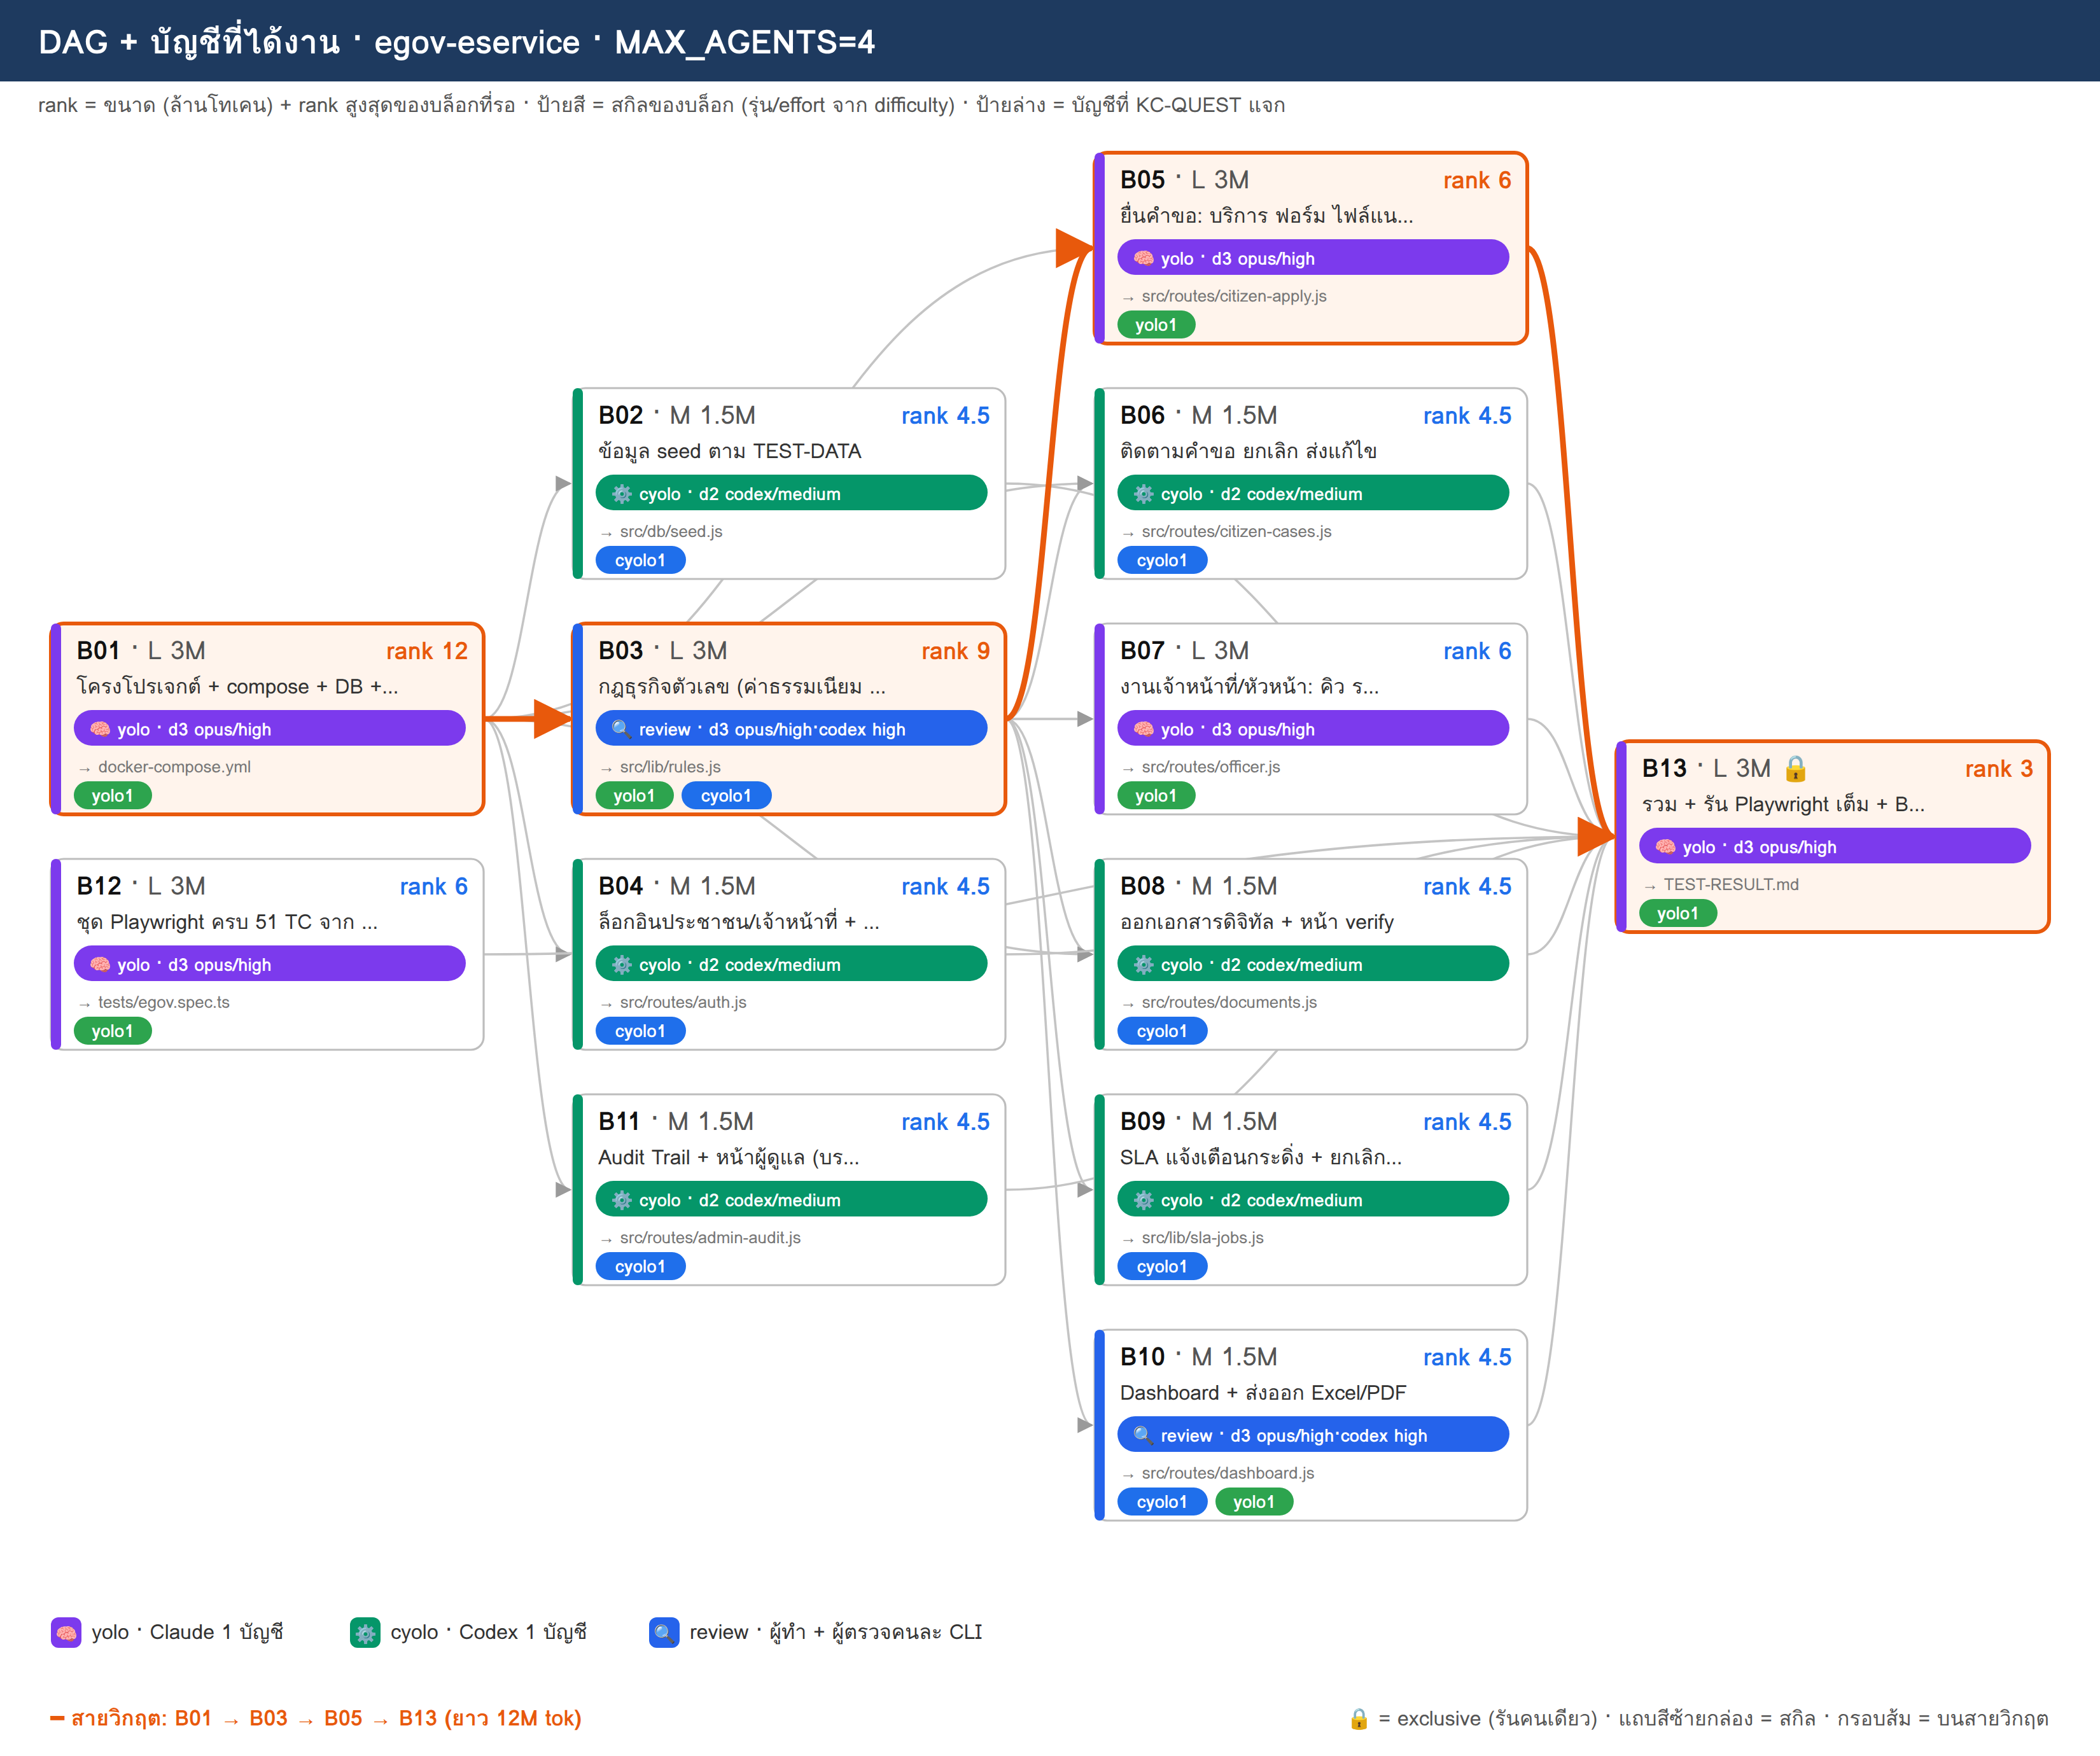 DAG + บัญชีที่ได้งาน · egov-eservice · MAX_AGENTS=4
rank = ขนาด (ล้านโทเคน) + rank สูงสุดของบล็อกที่รอ · ป้ายสี = สกิลของบล็อก (รุ่น/effort จาก difficulty) · ป้ายล่าง = บัญชีที่ KC-QUEST แจก
B01 · L 3M rank 12
โครงโปรเจกต์ + compose + DB +...
🧠 yolo · d3 opus/high
→ docker-compose.yml
yolo1
B12 · L 3M rank 6
ชุด Playwright ครบ 51 TC จาก ...
🧠 yolo · d3 opus/high
→ tests/egov.spec.ts
yolo1
B02 · M 1.5M rank 4.5
ข้อมูล seed ตาม TEST-DATA
⚙️ cyolo · d2 codex/medium
→ src/db/seed.js
cyolo1
B03 · L 3M rank 9
กฎธุรกิจตัวเลข (ค่าธรรมเนียม ...
🔍 review · d3 opus/high·codex high
→ src/lib/rules.js
yolo1 cyolo1
B04 · M 1.5M rank 4.5
ล็อกอินประชาชน/เจ้าหน้าที่ + ...
⚙️ cyolo · d2 codex/medium
→ src/routes/auth.js
cyolo1
B11 · M 1.5M rank 4.5
Audit Trail + หน้าผู้ดูแล (บร...
⚙️ cyolo · d2 codex/medium
→ src/routes/admin-audit.js
cyolo1
B05 · L 3M rank 6
ยื่นคำขอ: บริการ ฟอร์ม ไฟล์แน...
🧠 yolo · d3 opus/high
→ src/routes/citizen-apply.js
yolo1
B06 · M 1.5M rank 4.5
ติดตามคำขอ ยกเลิก ส่งแก้ไข
⚙️ cyolo · d2 codex/medium
→ src/routes/citizen-cases.js
cyolo1
B07 · L 3M rank 6
งานเจ้าหน้าที่/หัวหน้า: คิว ร...
🧠 yolo · d3 opus/high
→ src/routes/officer.js
yolo1
B08 · M 1.5M rank 4.5
ออกเอกสารดิจิทัล + หน้า verify
⚙️ cyolo · d2 codex/medium
→ src/routes/documents.js
cyolo1
B09 · M 1.5M rank 4.5
SLA แจ้งเตือนกระดิ่ง + ยกเลิก...
⚙️ cyolo · d2 codex/medium
→ src/lib/sla-jobs.js
cyolo1
B10 · M 1.5M rank 4.5
Dashboard + ส่งออก Excel/PDF
🔍 review · d3 opus/high·codex high
→ src/routes/dashboard.js
cyolo1 yolo1
B13 · L 3M 🔒 rank 3
รวม + รัน Playwright เต็ม + B...
🧠 yolo · d3 opus/high
→ TEST-RESULT.md
yolo1
🧠 yolo · Claude 1 บัญชี ⚙️ cyolo · Codex 1 บัญชี 🔍 review · ผู้ทำ + ผู้ตรวจคนละ CLI
━ สายวิกฤต: B01 → B03 → B05 → B13 (ยาว 12M tok)
🔒 = exclusive (รันคนเดียว) · แถบสีซ้ายกล่อง = สกิล · กรอบส้ม = บนสายวิกฤต